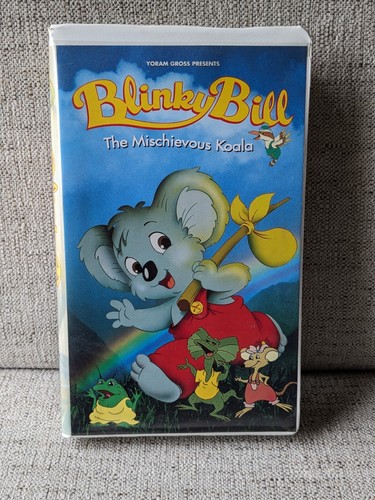 YORAM GROSS PRESENTS
Blinky Bill
The Mischievous Koala